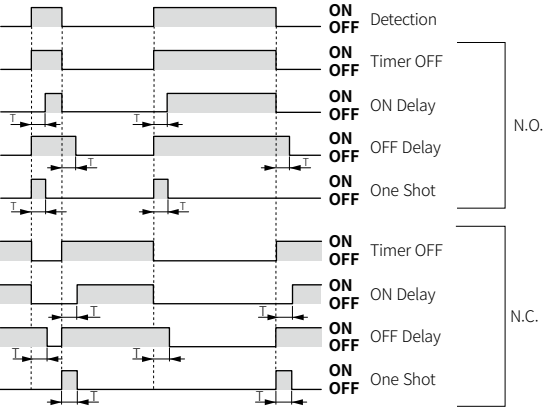 ON
OFF Detection
ON
OFF Timer OFF
ON
OFF ON Delay
T T
N.O.
ON
OFF OFF Delay
T T
ON
OFF One Shot
T T
ON
OFF Timer OFF
ON
OFF ON Delay
T T
N.C.
ON
OFF OFF Delay
T T
ON
OFF One Shot
T T